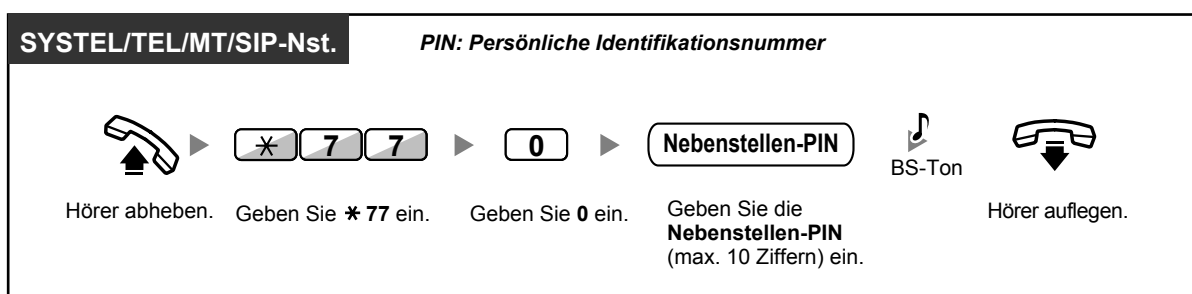 SYSTEL/TEL/MT/SIP-Nst.
PIN: Persönliche Identifikationsnummer
✱ 7 7
0
Nebenstellen-PIN
BS-Ton
Hörer abheben.
Geben Sie ✱ 77 ein.
Geben Sie 0 ein.
Geben Sie die
Nebenstellen-PIN
(max. 10 Ziffern) ein.
Hörer auflegen.